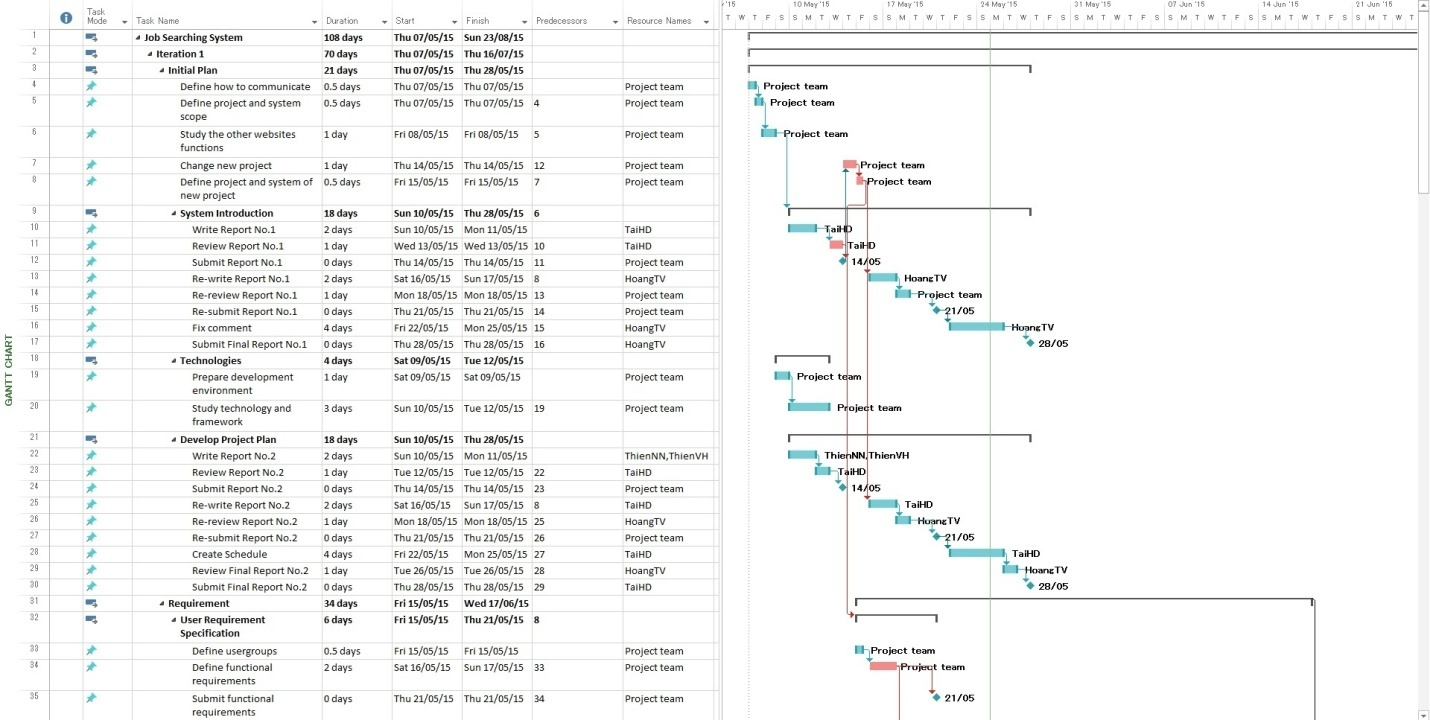 '15 10 May '15 17 May '15 24 May '15 31 May '15 07 Jun '15 14 Jun '15 21 Jun '15
Task Mode Task Name Duration Start Finish Predecessors Resource Names T W F S T M W F S T M W F S T M W F S T M W F S T M W F S T M W F S T M W F S T
GANTT CHART
1 Job Searching System 108 days Thu 07/05/15 Sun 23/08/15
2 Iteration 1 70 days Thu 07/05/15 Thu 16/07/15
3 Initial Plan 21 days Thu 07/05/15 Thu 28/05/15
4 Define how to communicate 0.5 days Thu 07/05/15 Thu 07/05/15 Project team Project team
5 Define project and system scope 0.5 days Thu 07/05/15 Thu 07/05/15 4 Project team Project team
6 Study the other websites functions 1 day Fri 08/05/15 Fri 08/05/15 5 Project team Project team
7 Change new project 1 day Thu 14/05/15 Thu 14/05/15 12 Project team Project team
8 Define project and system of new project 0.5 days Fri 15/05/15 Fri 15/05/15 7 Project team Project team
9 System Introduction 18 days Sun 10/05/15 Thu 28/05/15 6
10 Write Report No.1 2 days Sun 10/05/15 Mon 11/05/15 TaiHD TaiHD
11 Review Report No.1 1 day Wed 13/05/15 Wed 13/05/15 10 TaiHD TaiHD
12 Submit Report No.1 0 days Thu 14/05/15 Thu 14/05/15 11 Project team 14/05
13 Re-write Report No.1 2 days Sat 16/05/15 Sun 17/05/15 8 HoangTV HoangTV
14 Re-review Report No.1 1 day Mon 18/05/15 Mon 18/05/15 13 Project team Project team
15 Re-submit Report No.1 0 days Thu 21/05/15 Thu 21/05/15 14 Project team 21/05
16 Fix comment 4 days Fri 22/05/15 Mon 25/05/15 15 HoangTV HoangTV
17 Submit Final Report No.1 0 days Thu 28/05/15 Thu 28/05/15 16 HoangTV 28/05
18 Technologies 4 days Sat 09/05/15 Tue 12/05/15
19 Prepare development environment 1 day Sat 09/05/15 Sat 09/05/15 Project team Project team
20 Study technology and framework 3 days Sun 10/05/15 Tue 12/05/15 19 Project team Project team
21 Develop Project Plan 18 days Sun 10/05/15 Thu 28/05/15
22 Write Report No.2 2 days Sun 10/05/15 Mon 11/05/15 ThienNN,ThienVH ThienNN,ThienVH
23 Review Report No.2 1 day Tue 12/05/15 Tue 12/05/15 22 TaiHD TaiHD
24 Submit Report No.2 0 days Thu 14/05/15 Thu 14/05/15 23 Project team 14/05
25 Re-write Report No.2 2 days Sat 16/05/15 Sun 17/05/15 8 TaiHD TaiHD
26 Re-review Report No.2 1 day Mon 18/05/15 Mon 18/05/15 25 HoangTV HoangTV
27 Re-submit Report No.2 0 days Thu 21/05/15 Thu 21/05/15 26 Project team 21/05
28 Create Schedule 4 days Fri 22/05/15 Mon 25/05/15 27 TaiHD TaiHD
29 Review Final Report No.2 1 day Tue 26/05/15 Tue 26/05/15 28 HoangTV HoangTV
30 Submit Final Report No.2 0 days Thu 28/05/15 Thu 28/05/15 29 TaiHD 28/05
31 Requirement 34 days Fri 15/05/15 Wed 17/06/15
32 User Requirement Specification 6 days Fri 15/05/15 Thu 21/05/15 8
33 Define usergroups 0.5 days Fri 15/05/15 Fri 15/05/15 Project team Project team
34 Define functional requirements 2 days Sat 16/05/15 Sun 17/05/15 33 Project team Project team
35 Submit functional requirements 0 days Thu 21/05/15 Thu 21/05/15 34 Project team 21/05